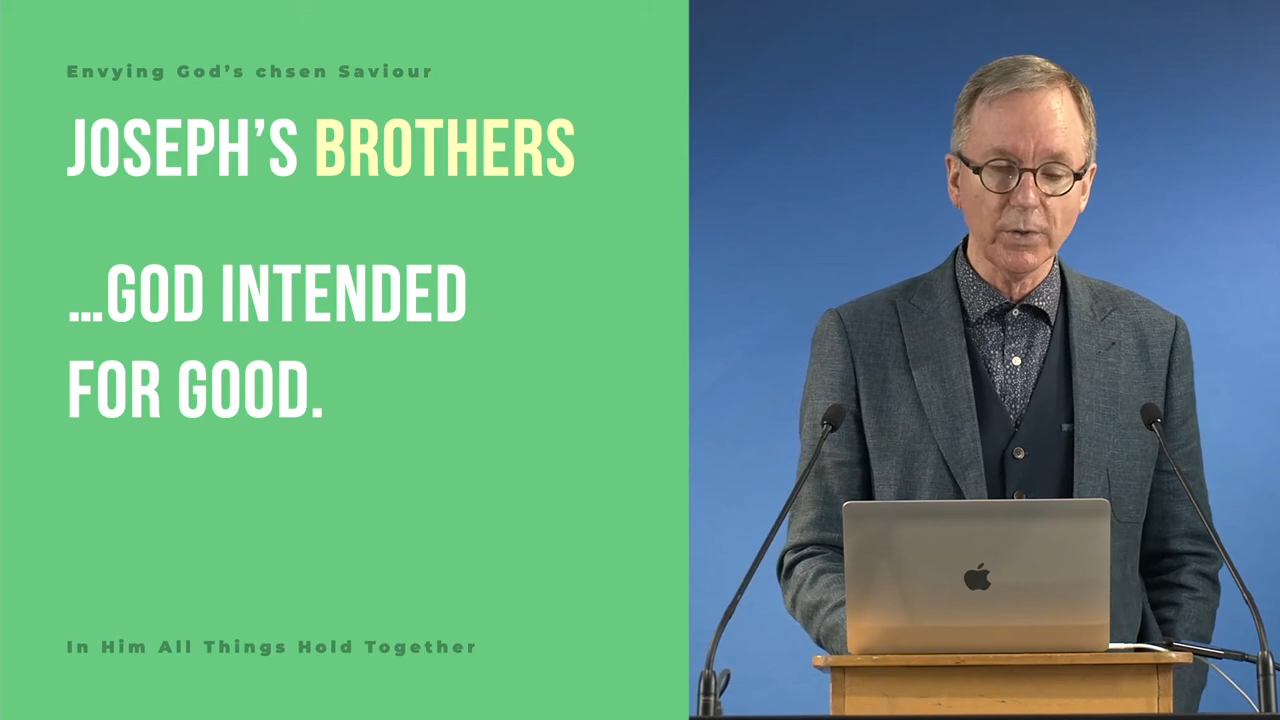 Envying God’s chsen Saviour
JOSEPH’S BROTHERS
...GOD INTENDED
FOR GOOD.
In Him All Things Hold Together